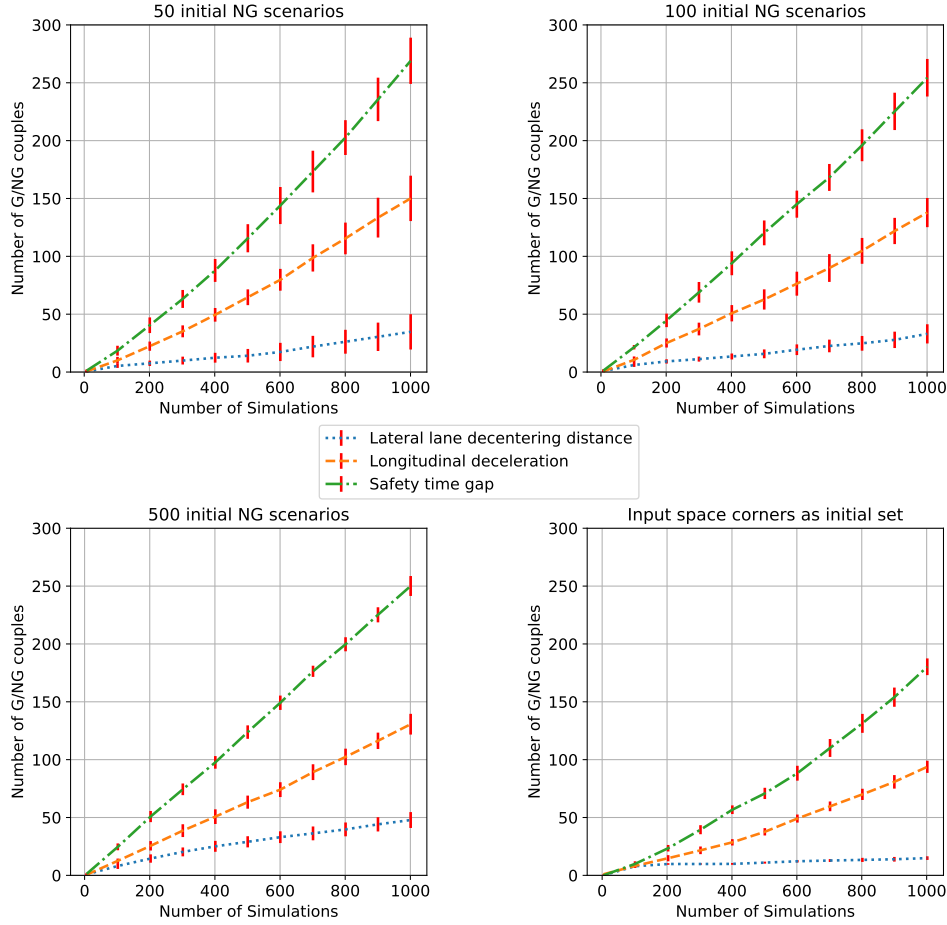 50 initial NG scenarios
300
250
200
150
100
50
0
Number of G/NG couples
0 200 400 600 800 1000
Number of Simulations
100 initial NG scenarios
300
250
200
150
100
50
0
Number of G/NG couples
0 200 400 600 800 1000
Number of Simulations
Lateral lane decentering distance
Longitudinal deceleration
Safety time gap
500 initial NG scenarios
300
250
200
150
100
50
0
Number of G/NG couples
0 200 400 600 800 1000
Number of Simulations
Input space corners as initial set
300
250
200
150
100
50
0
Number of G/NG couples
0 200 400 600 800 1000
Number of Simulations